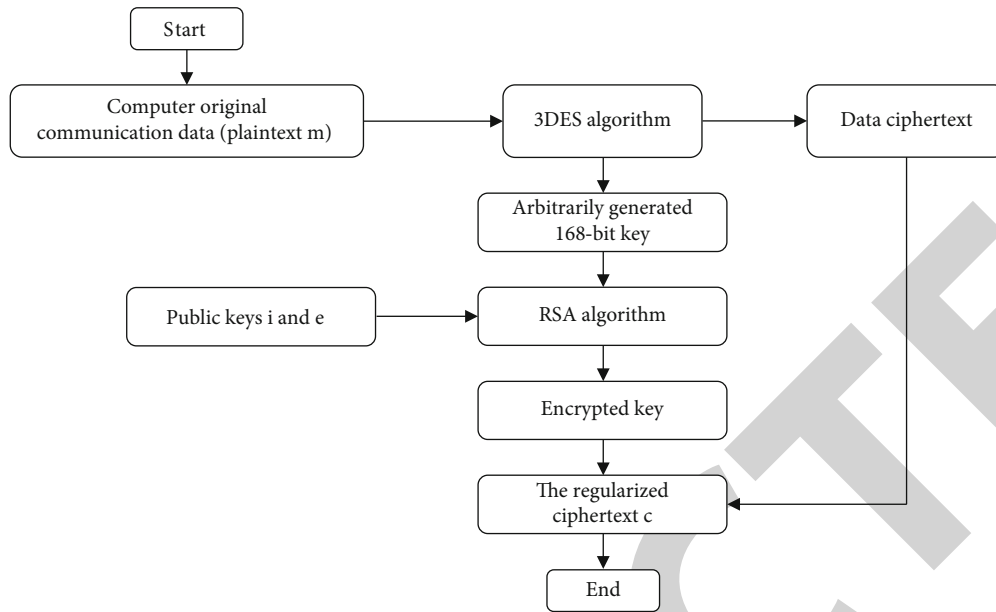 Start
Computer original
communication data (plaintext m)
3DES algorithm
Data ciphertext
Arbitrarily generated
168-bit key
Public keys i and e
RSA algorithm
Encrypted key
The regularized
ciphertext c
End
CTE